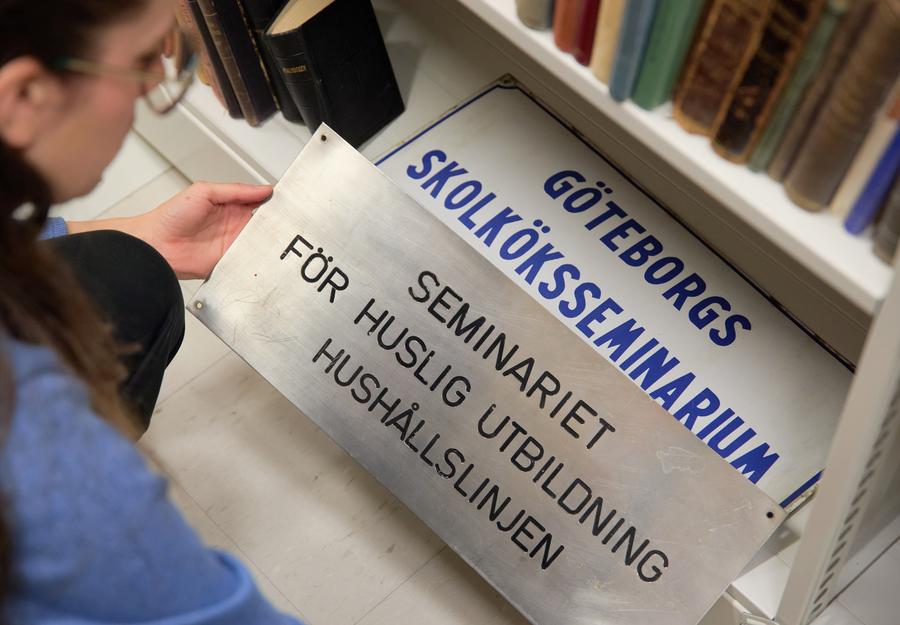 GÖTEBORGS
SKOLKÖKSSEMINARIUM
SEMINARIET
FÖR HUSLIG UTBILDNING
HUSHÅLLSLINJEN